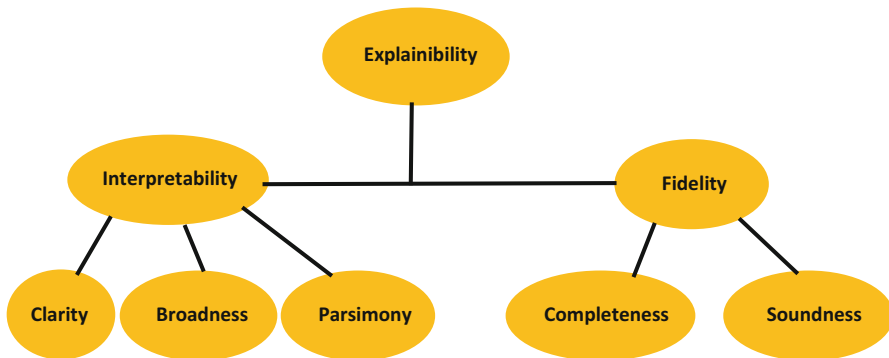 Explainibility
Interpretability
Fidelity
Clarity
Broadness
Parsimony
Completeness
Soundness